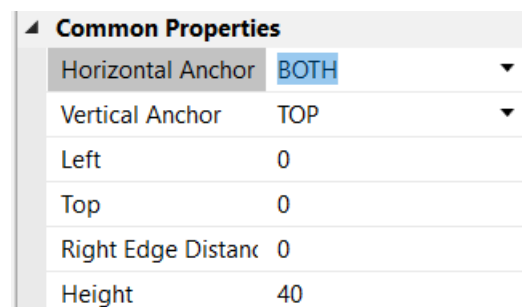 Common Properties
Horizontal Anchor BOTH
Vertical Anchor TOP
Left 0
Top 0
Right Edge Distanc 0
Height 40